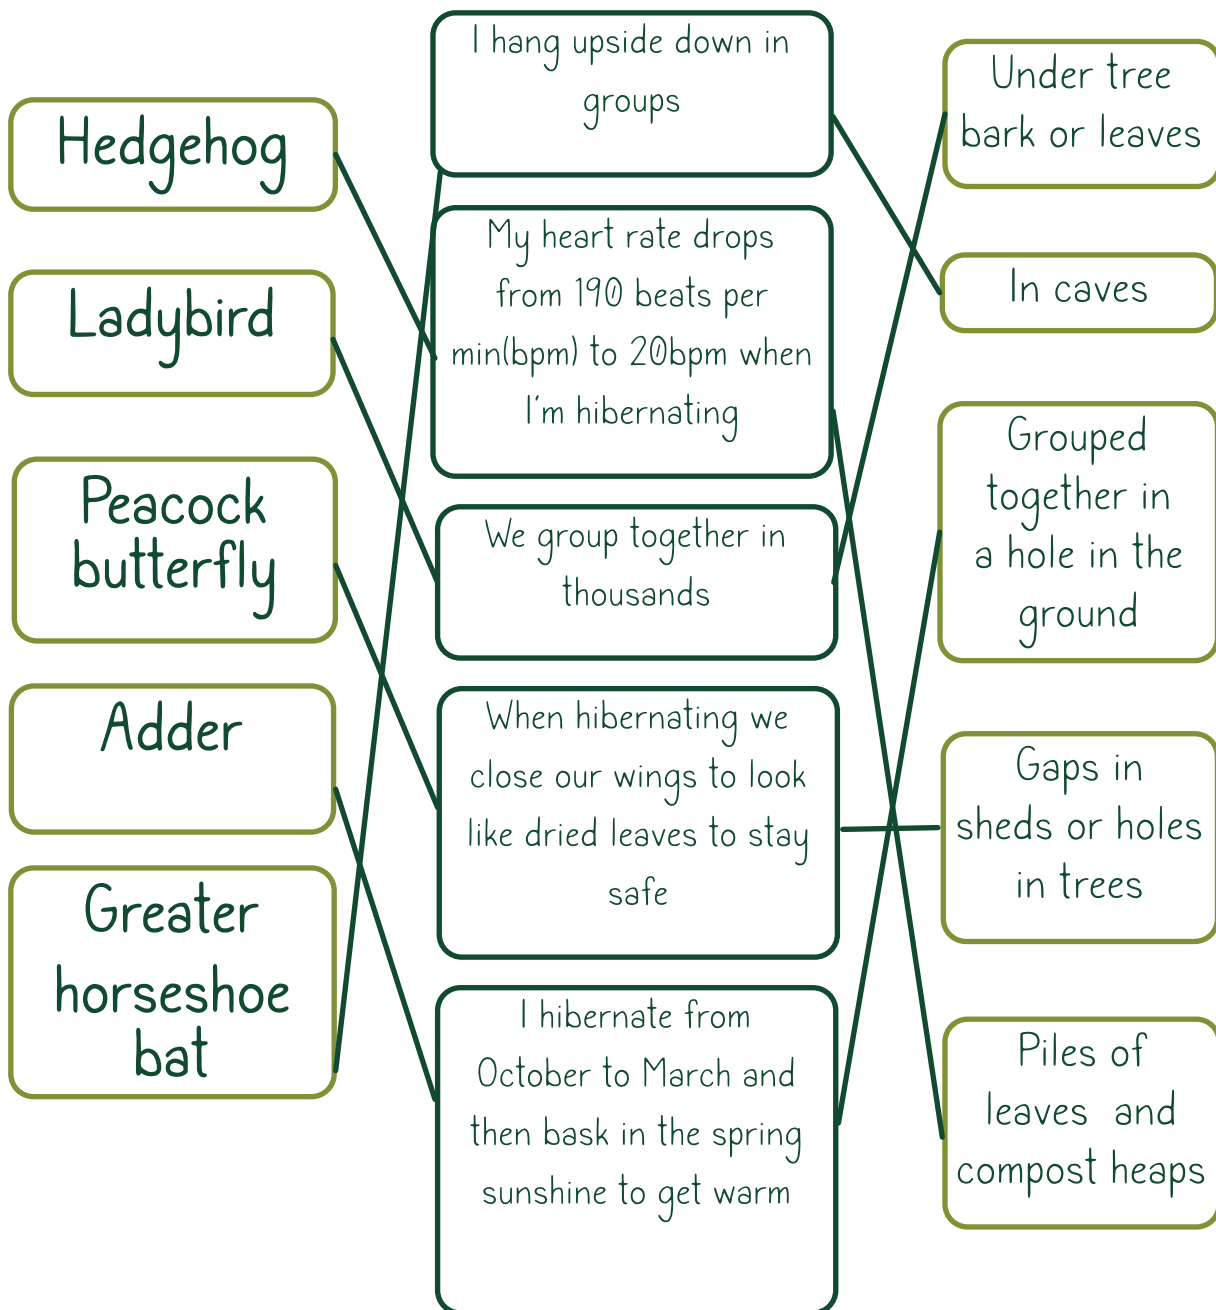 Hedgehog
Ladybird
Peacock
butterfly
Adder
Greater
horseshoe
bat
I hang upside down in
groups
My heart rate drops
from 190 beats per
min(bpm) to 20bpm when
I'm hibernating
We group together in
thousands
When hibernating we
close our wings to look
like dried leaves to stay
safe
I hibernate from
October to March and
then bask in the spring
sunshine to get warm
Under tree
bark or leaves
In caves
Grouped
together in
a hole in the
ground
Gaps in
sheds or holes
in trees
Piles of
leaves and
compost heaps